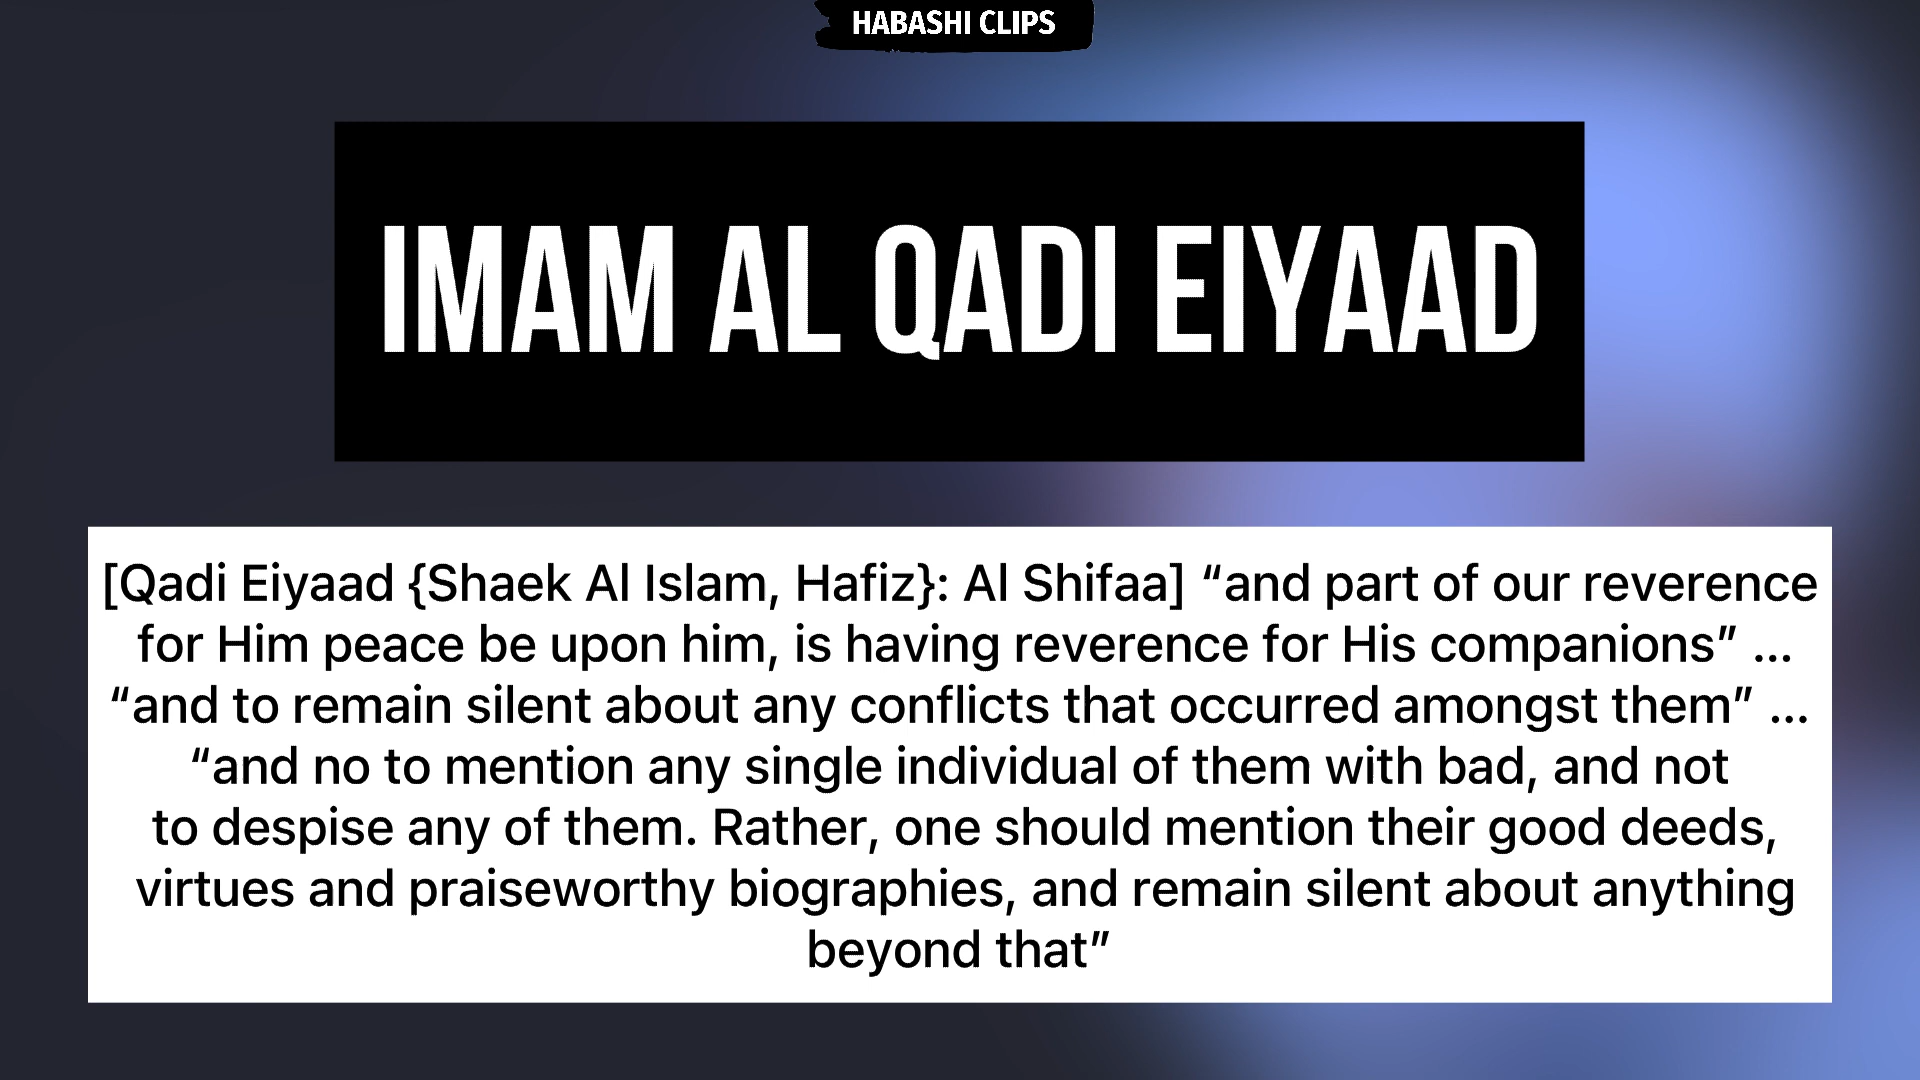 HABASHI CLIPS
IMAM AL QADI EIYAAD
[Qadi Eiyaad {Shaek Al Islam, Hafiz}: Al Shifaa] “and part of our reverence
for Him peace be upon him, is having reverence for His companions” ...
“and to remain silent about any conflicts that occurred amongst them” ...
“and no to mention any single individual of them with bad, and not
to despise any of them. Rather, one should mention their good deeds,
virtues and praiseworthy biographies, and remain silent about anything
beyond that”